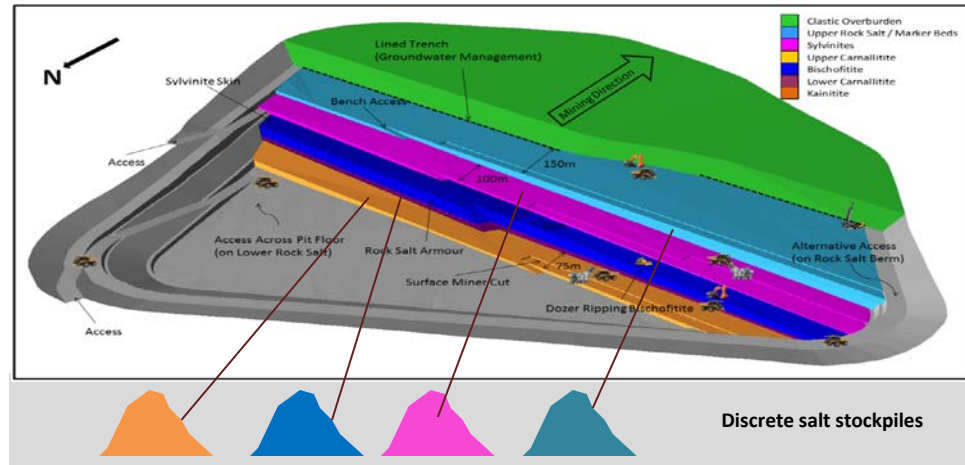 N
Lined Trench
(Groundwater Management)
Sylvinite Skin
Bench Access
Mining Direction
Clastic Overburden
Upper Rock Salt / Marker Beds
Sylvinites
Upper Carnallitite
Bischofitite
Lower Carnallitite
Kainitite
Access
150m
100m
Access Across Pit Floor
(on Lower Rock Salt)
Rock Salt Armour
75m
Surface Miner Cut
Alternative Access
(on Rock Salt Berm)
Dozer Ripping Bischofitite
Access
Discrete salt stockpiles